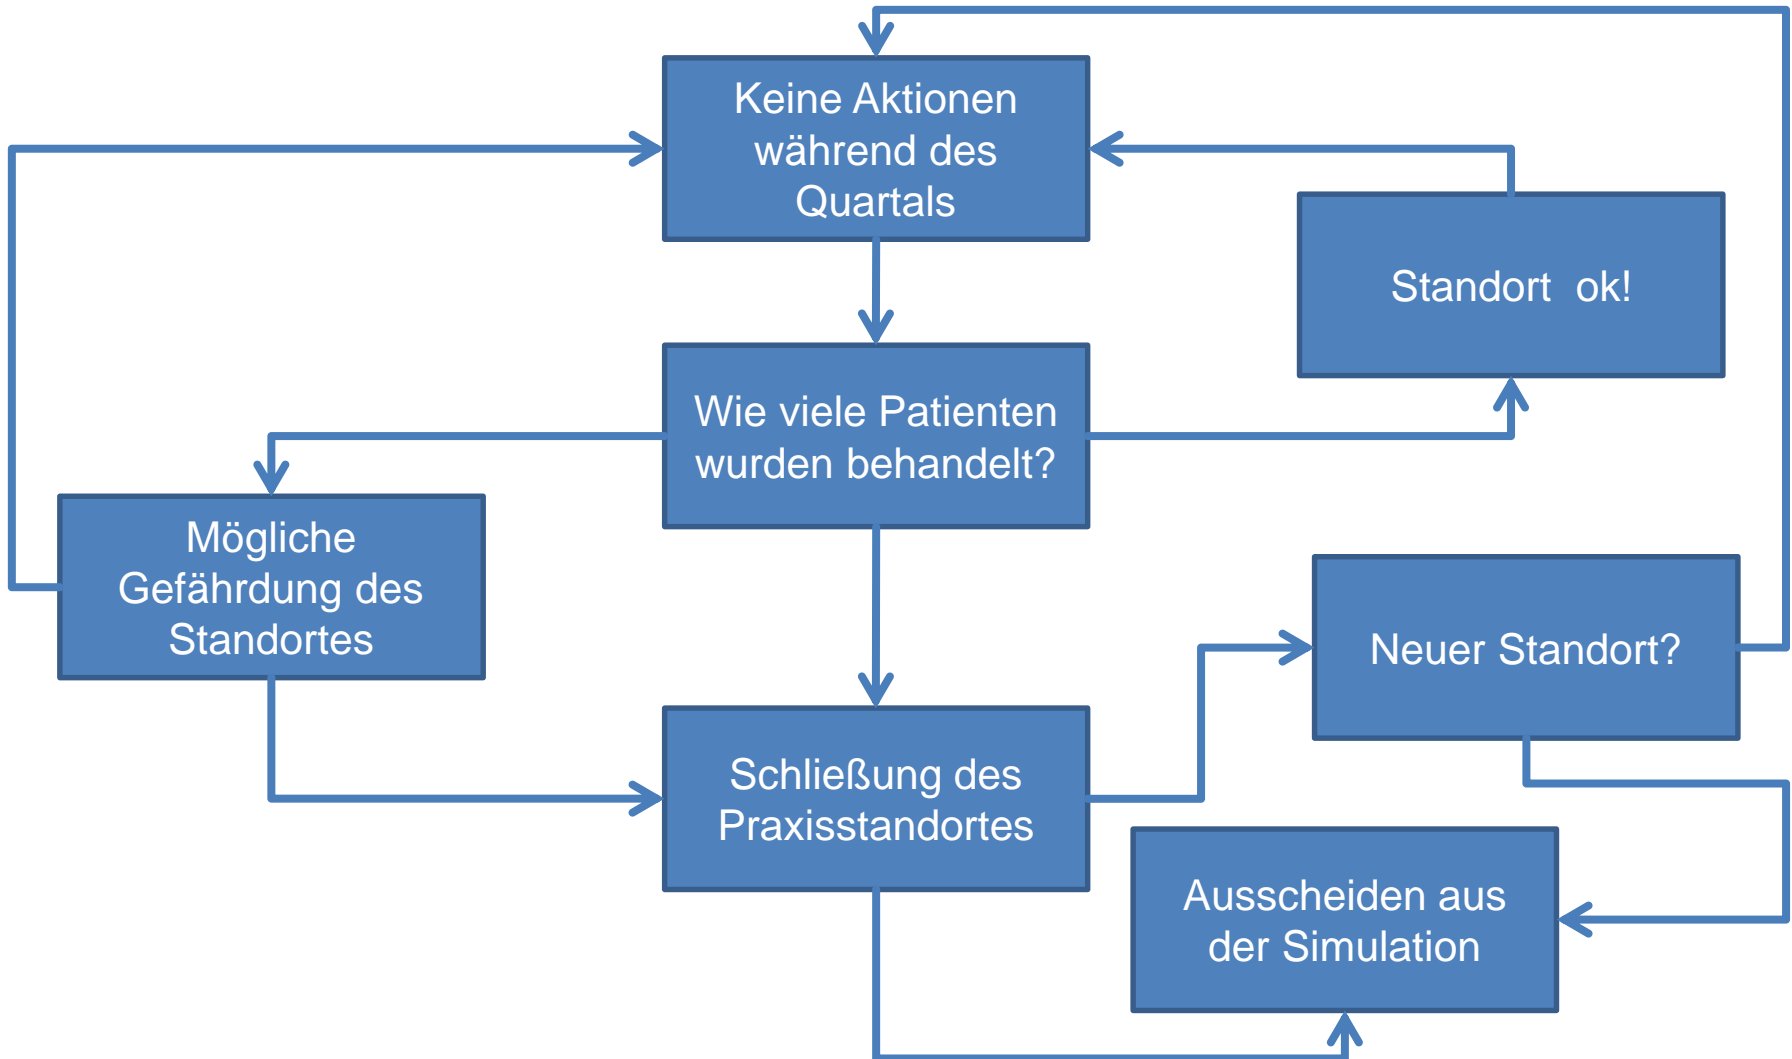 Keine Aktionen
während des
Quartals
Standort  ok!
Wie viele Patienten
wurden behandelt?
Mögliche
Gefährdung des
Standortes
Neuer Standort?
Schließung des
Praxisstandortes
Ausscheiden aus
der Simulation